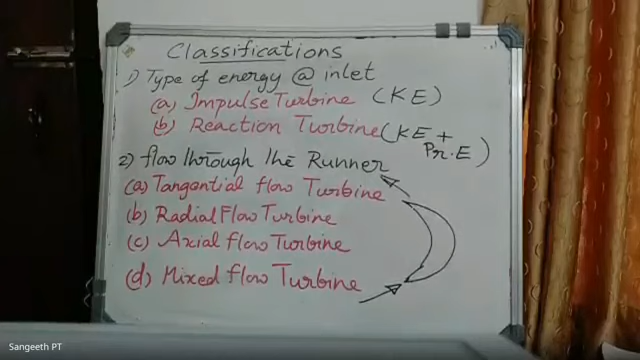 Classifications
1) Type of energy @ inlet
(a) Impulse Turbine (KE)
(b) Reaction Turbine (KE + Pr.E)
2) flow through the Runner
(a) Tangential flow Turbine
(b) Radial Flow Turbine
(c) Axial flow Turbine
(d) Mixed flow Turbine
Sangeeth PT